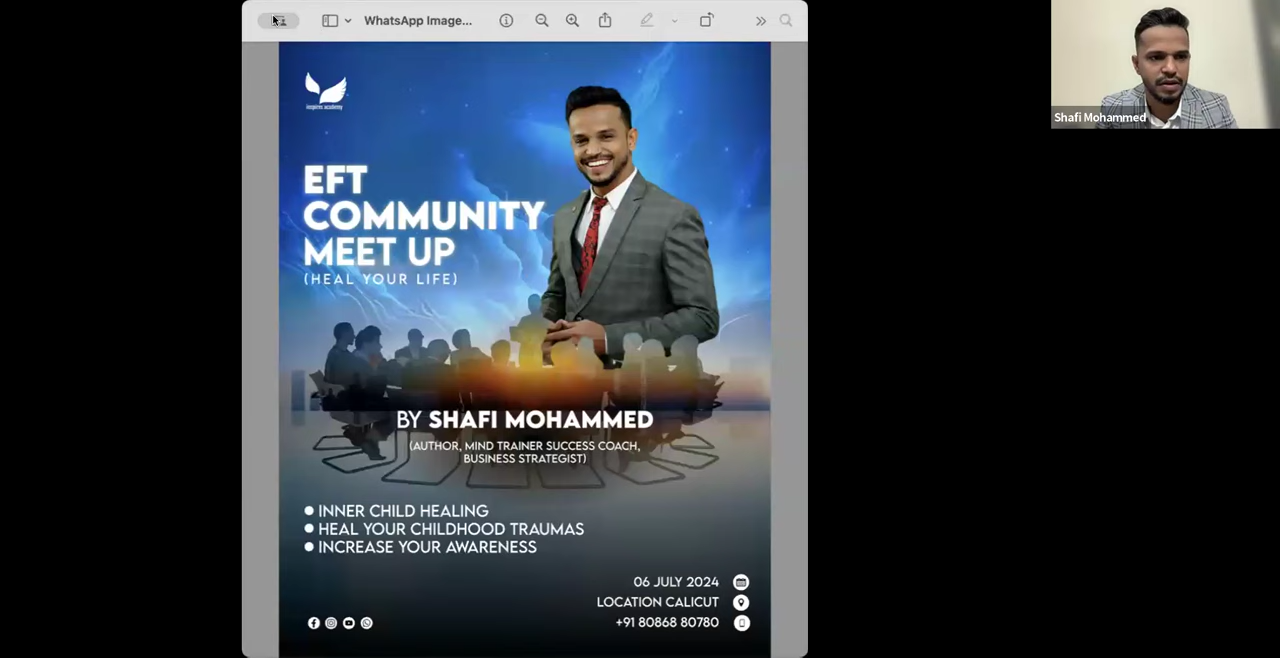 WhatsApp Image...
Shafi Mohammed
inspirex academy
EFT
COMMUNITY
MEET UP
(HEAL YOUR LIFE)
BY SHAFI MOHAMMED
(AUTHOR, MIND TRAINER SUCCESS COACH,
BUSINESS STRATEGIST)
INNER CHILD HEALING
HEAL YOUR CHILDHOOD TRAUMAS
INCREASE YOUR AWARENESS
06 JULY 2024
LOCATION CALICUT
+91 80868 80780